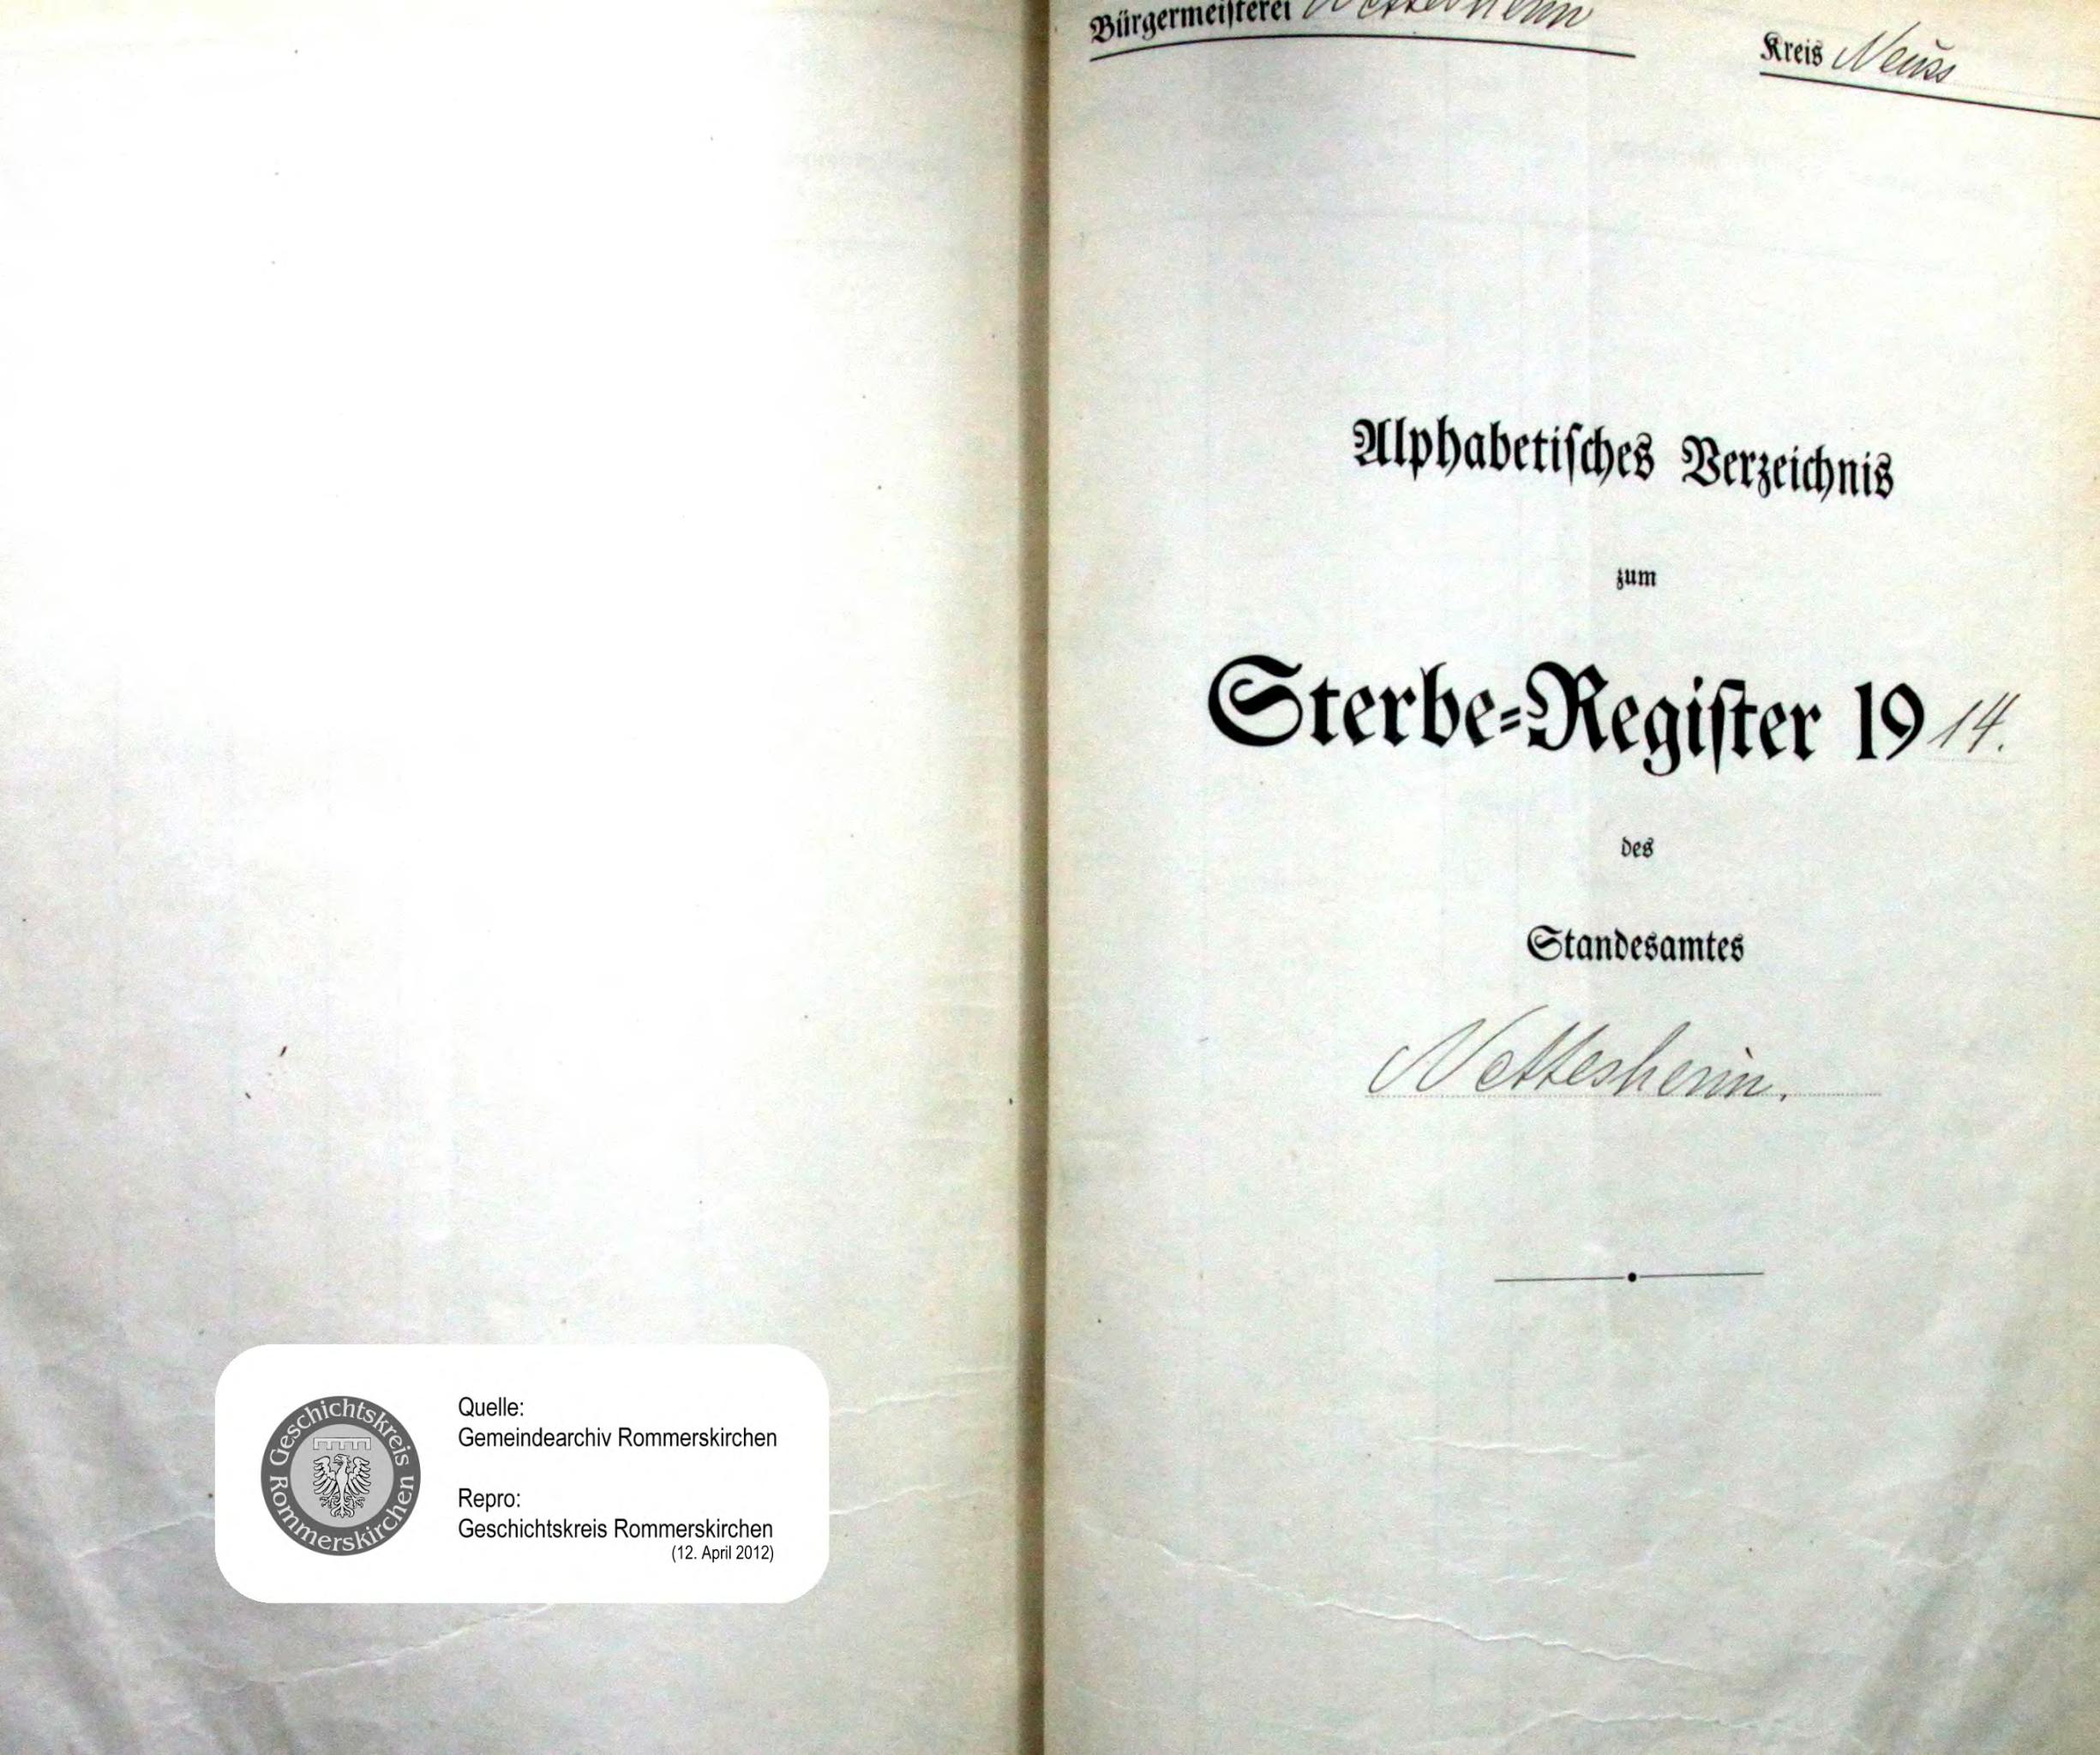 Geschichtskreis Rommerskirchen
Quelle:
Gemeindearchiv Rommerskirchen
Repro:
Geschichtskreis Rommerskirchen
(12. April 2012)
Bürgermeisterei Nettesheim
Kreis Neuss
Alphabetisches Verzeichnis
zum
Sterbe-Register 1914.
des
Standesamtes
Nettesheim.